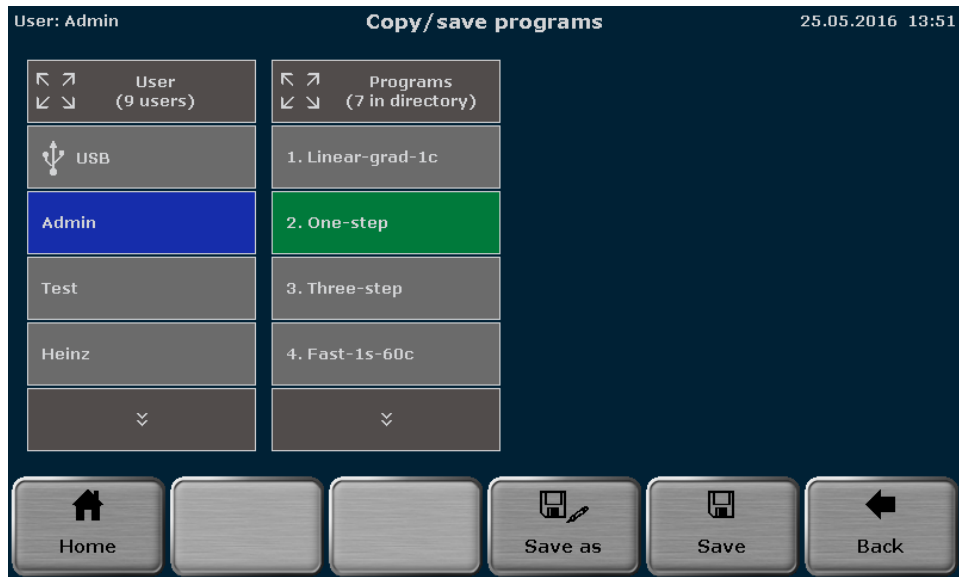 User: Admin
Copy/save programs
25.05.2016 13:51
User
(9 users)
Programs
(7 in directory)
USB
1. Linear-grad-1c
Admin
2. One-step
Test
3. Three-step
Heinz
4. Fast-1s-60c
Home
Save as
Save
Back